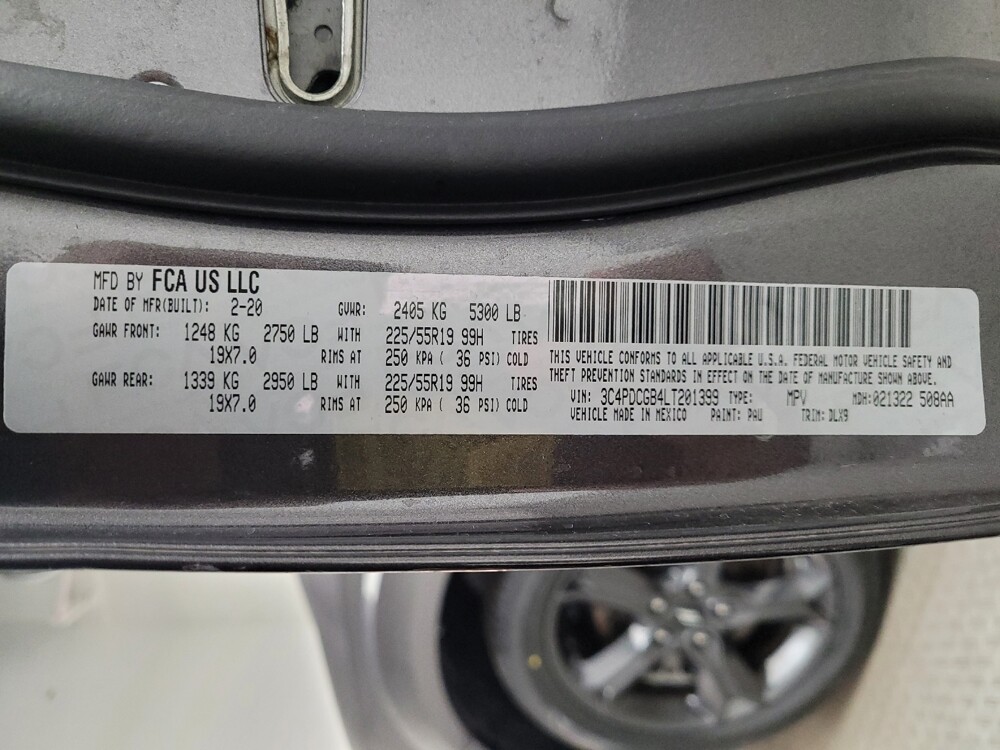 MFD BY FCA US LLC
DATE OF MFR(BUILT): 2-20 GVWR: 2405 KG 5300 LB
GAWR FRONT: 1248 KG 2750 LB WITH 225/55R19 99H TIRES
19X7.0 RIMS AT 250 KPA ( 36 PSI) COLD
GAWR REAR: 1339 KG 2950 LB WITH 225/55R19 99H TIRES
19X7.0 RIMS AT 250 KPA ( 36 PSI) COLD
THIS VEHICLE CONFORMS TO ALL APPLICABLE U.S.A. FEDERAL MOTOR VEHICLE SAFETY AND
THEFT PREVENTION STANDARDS IN EFFECT ON THE DATE OF MANUFACTURE SHOWN ABOVE.
VIN: 3C4PDCGB4LT201399 TYPE: MPV MDH: 021322 508AA
VEHICLE MADE IN MEXICO PAINT: PAU TRIM: DLX9